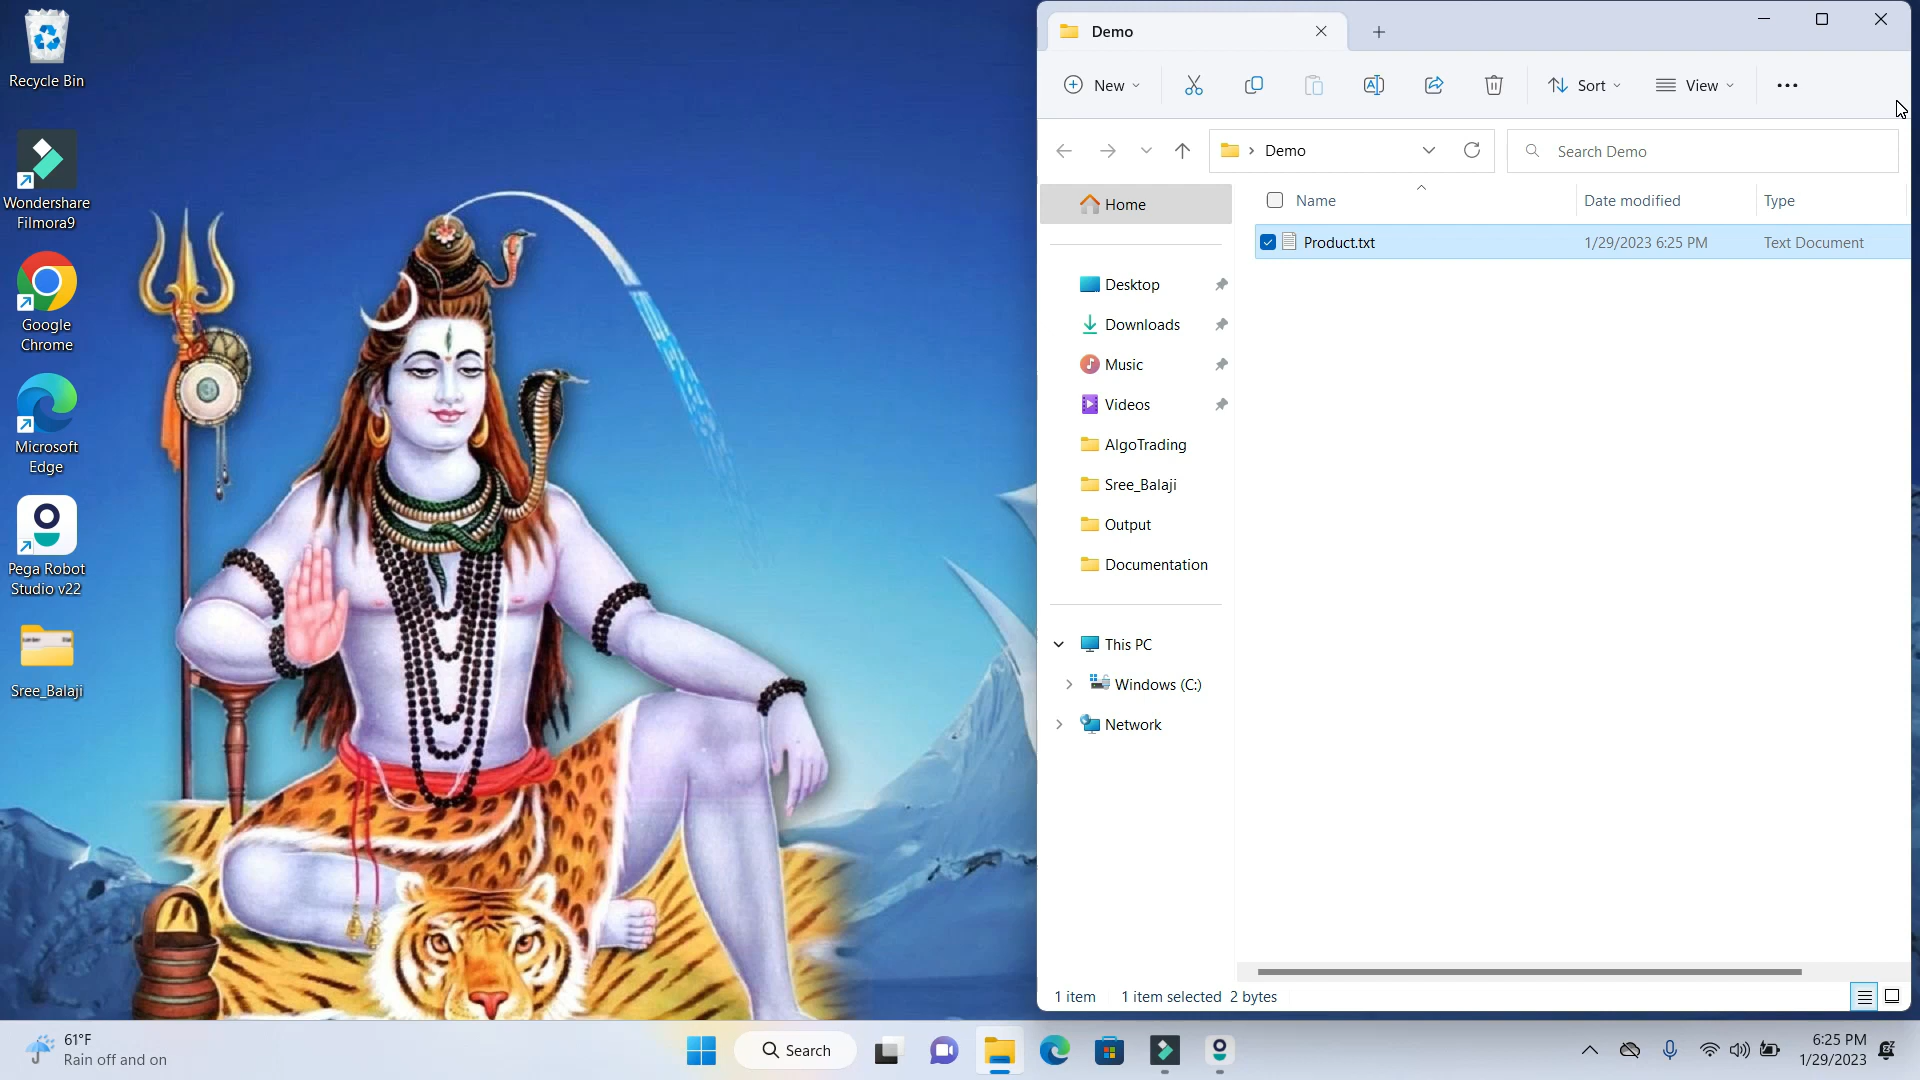 Recycle Bin
Wondershare
Filmora9
Google
Chrome
Microsoft
Edge
Pega Robot
Studio v22
Sree_Balaji
Demo
New
Sort
View
Demo
Search Demo
Home
Desktop
Downloads
Music
Videos
AlgoTrading
Sree_Balaji
Output
Documentation
This PC
Windows (C:)
Network
Name Date modified Type
Product.txt 1/29/2023 6:25 PM Text Document
1 item 1 item selected 2 bytes
61°F
Rain off and on
Search
6:25 PM
1/29/2023